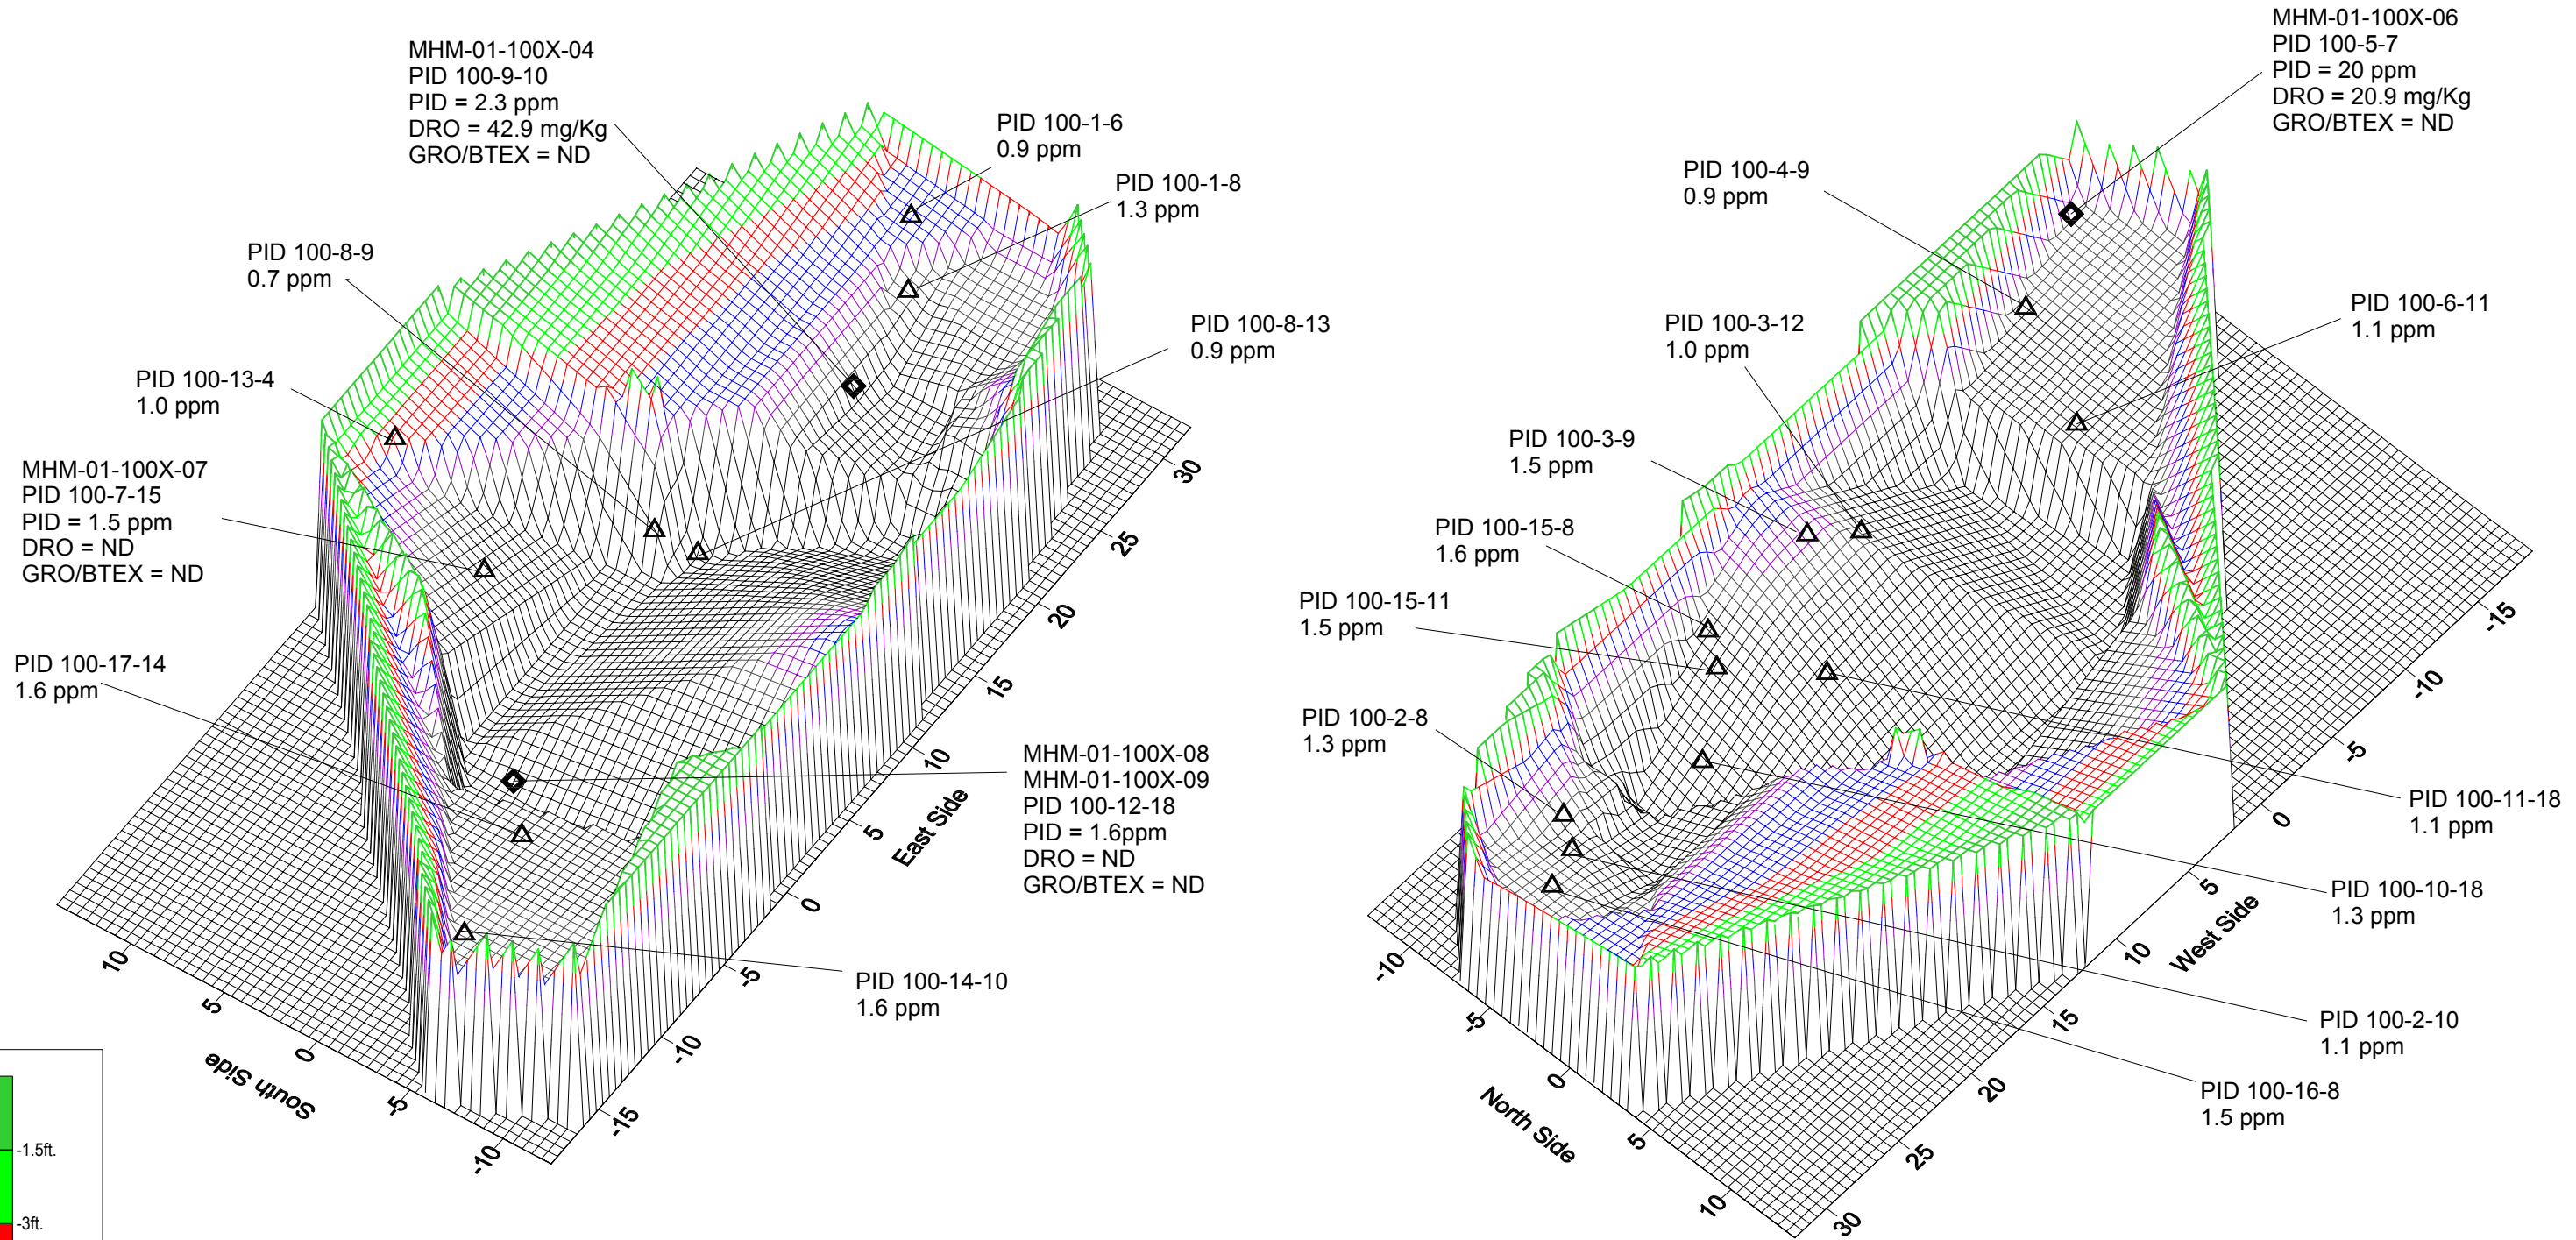 MHM-01-100X-04
PID 100-9-10
PID = 2.3 ppm
DRO = 42.9 mg/Kg
GRO/BTEX = ND
PID 100-1-6
0.9 ppm
PID 100-1-8
1.3 ppm
PID 100-8-9
0.7 ppm
PID 100-8-13
0.9 ppm
PID 100-13-4
1.0 ppm
MHM-01-100X-07
PID 100-7-15
PID = 1.5 ppm
DRO = ND
GRO/BTEX = ND
PID 100-17-14
1.6 ppm
MHM-01-100X-08
MHM-01-100X-09
PID 100-12-18
PID = 1.6ppm
DRO = ND
GRO/BTEX = ND
PID 100-14-10
1.6 ppm
30
25
20
15
10
5
0
-5
-10
-15
East Side
10
5
0
-5
-10
South Side
-1.5ft.
-3ft.
MHM-01-100X-06
PID 100-5-7
PID = 20 ppm
DRO = 20.9 mg/Kg
GRO/BTEX = ND
PID 100-4-9
0.9 ppm
PID 100-6-11
1.1 ppm
PID 100-3-12
1.0 ppm
PID 100-3-9
1.5 ppm
PID 100-15-8
1.6 ppm
PID 100-15-11
1.5 ppm
PID 100-2-8
1.3 ppm
PID 100-11-18
1.1 ppm
PID 100-10-18
1.3 ppm
PID 100-2-10
1.1 ppm
PID 100-16-8
1.5 ppm
-15
-10
-5
0
5
10
15
20
25
30
West Side
-10
-5
0
5
10
North Side